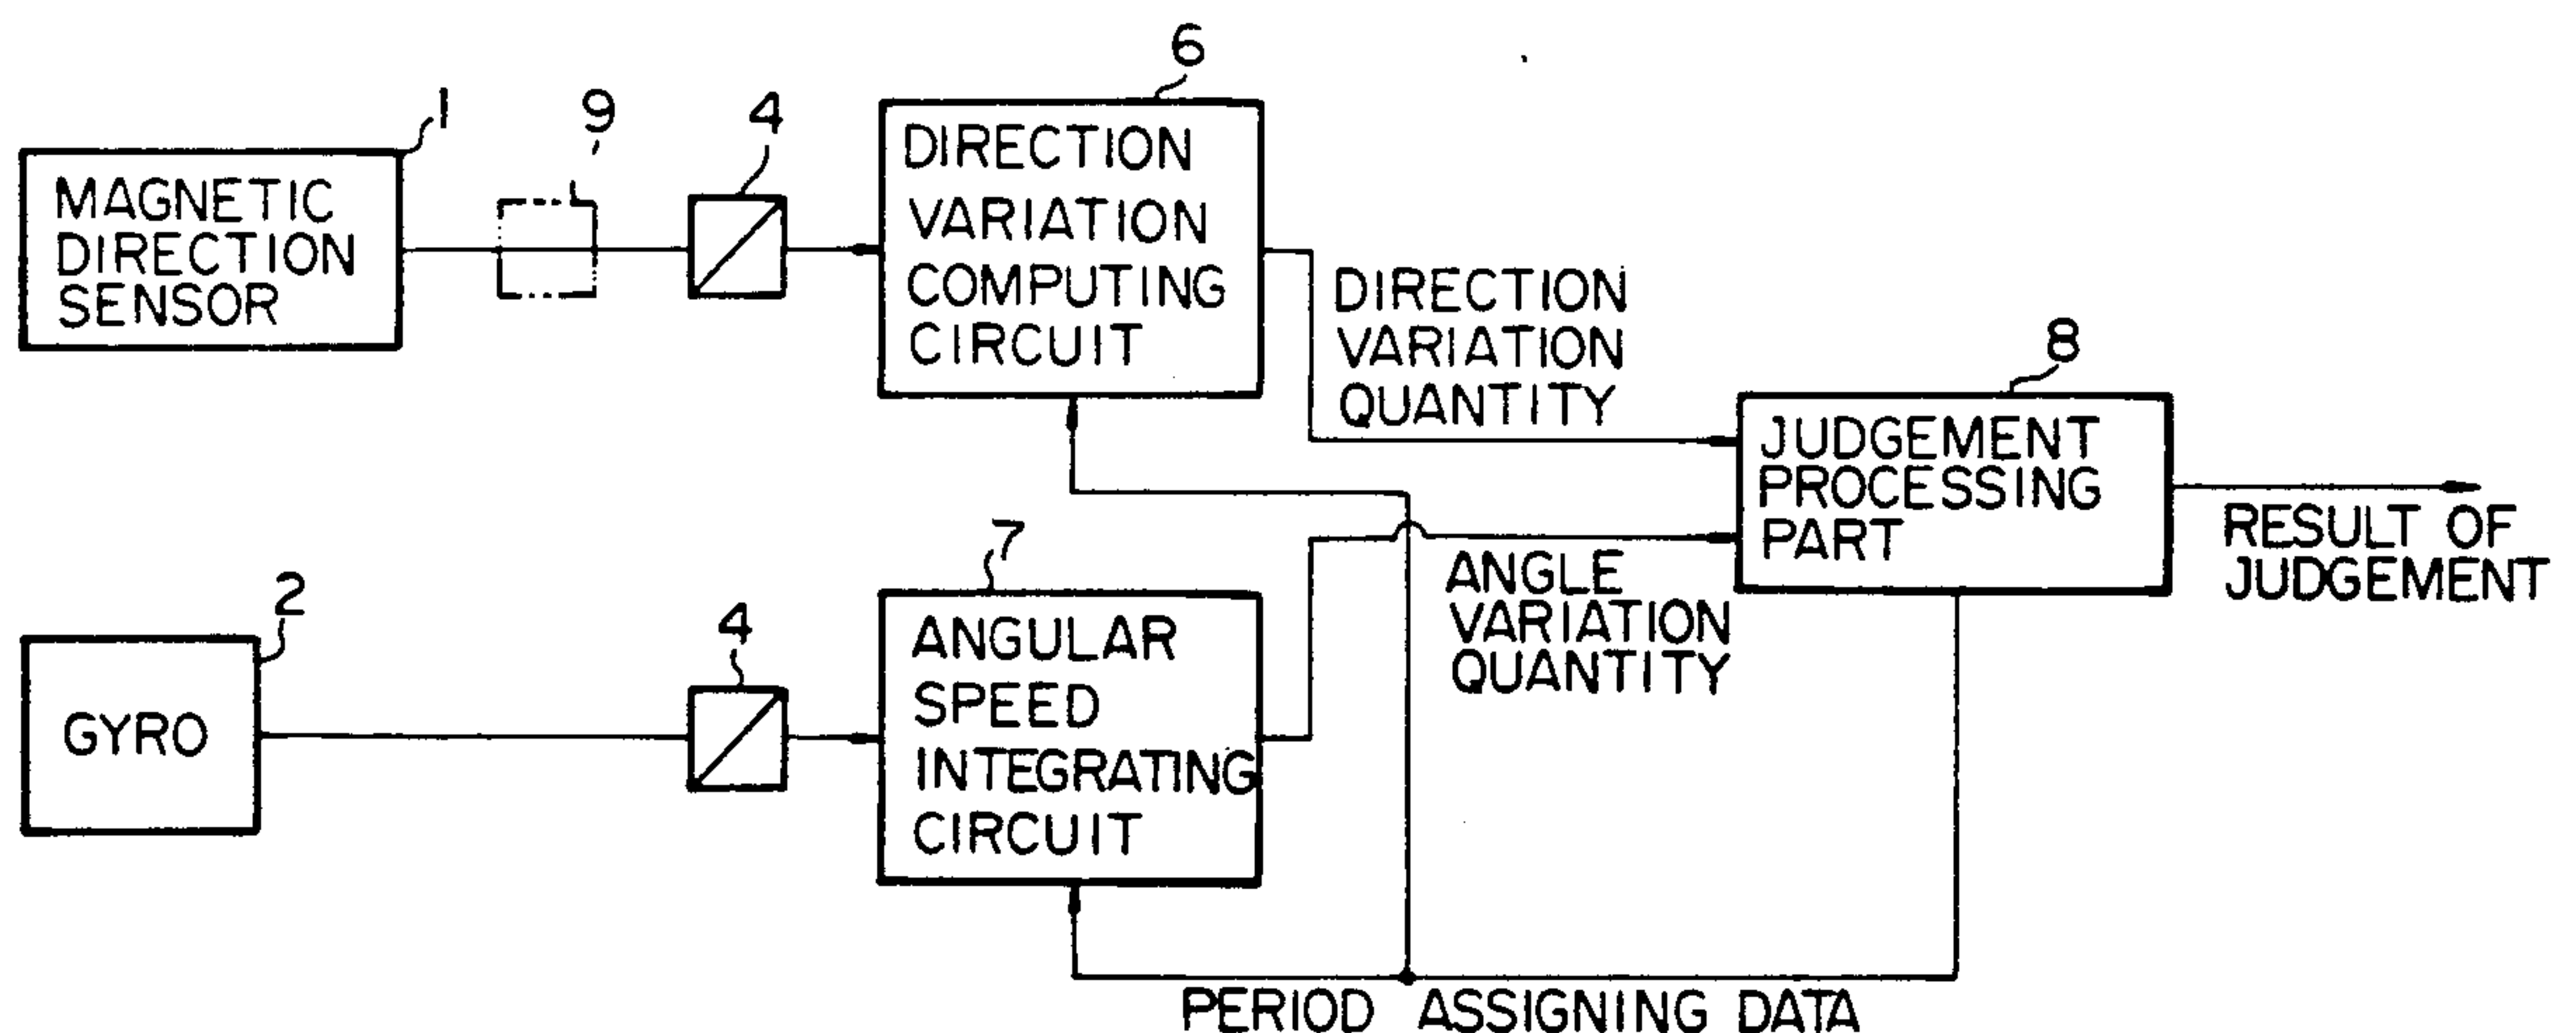 1
MAGNETIC
DIRECTION
SENSOR
9
4
6
DIRECTION
VARIATION
COMPUTING
CIRCUIT
DIRECTION
VARIATION
QUANTITY
8
JUDGEMENT
PROCESSING
PART
RESULT OF
JUDGEMENT
2
GYRO
4
7
ANGULAR
SPEED
INTEGRATING
CIRCUIT
ANGLE
VARIATION
QUANTITY
PERIOD ASSIGNING DATA